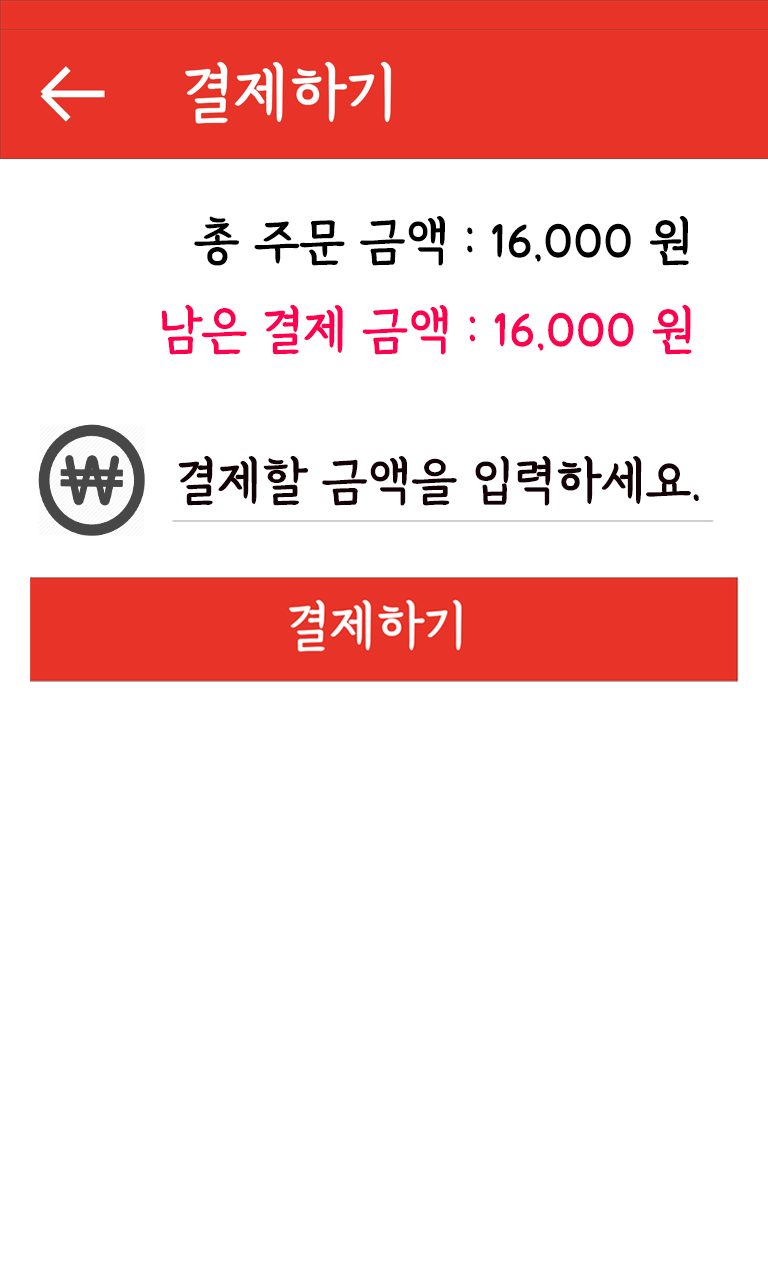 결제하기
총 주문 금액 : 16,000 원
남은 결제 금액 : 16,000 원
₩ 결제할 금액을 입력하세요.
결제하기